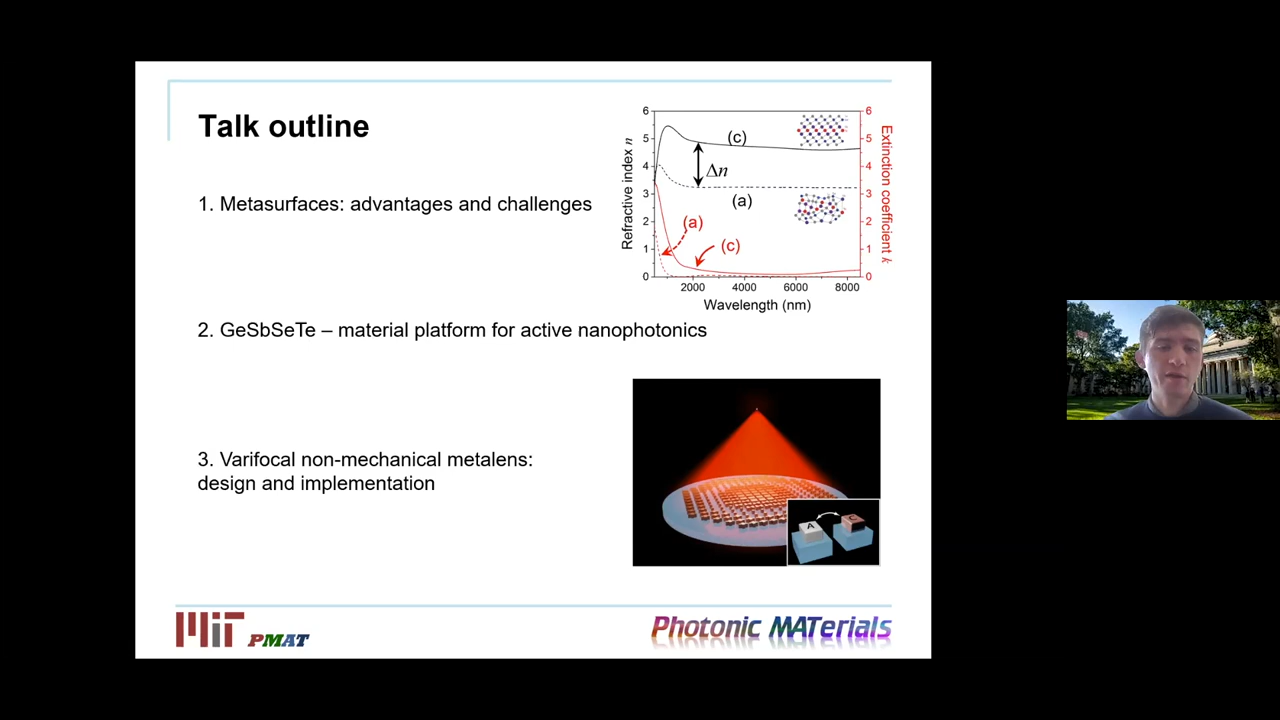 Talk outline
1. Metasurfaces: advantages and challenges
6
5
4
3
2
1
0
Refractive index n
(c)
Δn
(a)
(a)
(c)
6
5
4
3
2
1
0
Extinction coefficient k
2000
4000
6000
8000
Wavelength (nm)
2. GeSbSeTe – material platform for active nanophotonics
3. Varifocal non-mechanical metalens:
design and implementation
A
C
MIT PMAT
Photonic MATerials